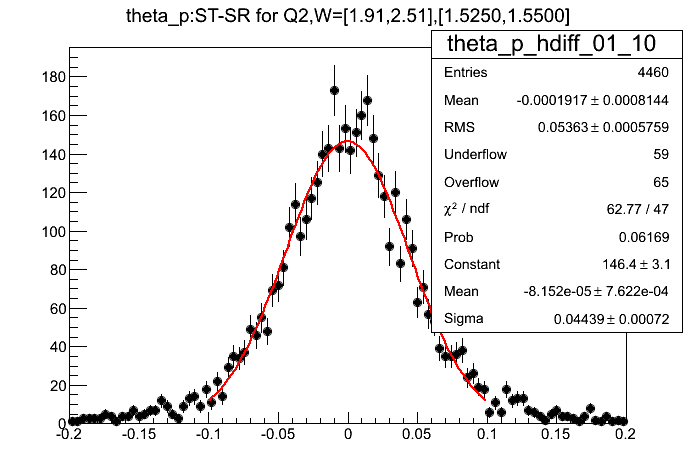 theta_p:ST-SR for Q2,W=[1.91,2.51],[1.5250,1.5500]
theta_p_hdiff_01_10
Entries 4460
Mean -0.0001917 ± 0.0008144
RMS 0.05363 ± 0.0005759
Underflow 59
Overflow 65
χ² / ndf 62.77 / 47
Prob 0.06169
Constant 146.4 ± 3.1
Mean -8.152e-05 ± 7.622e-04
Sigma 0.04439 ± 0.00072
180
160
140
120
100
80
60
40
20
0
-0.2 -0.15 -0.1 -0.05 0 0.05 0.1 0.15 0.2